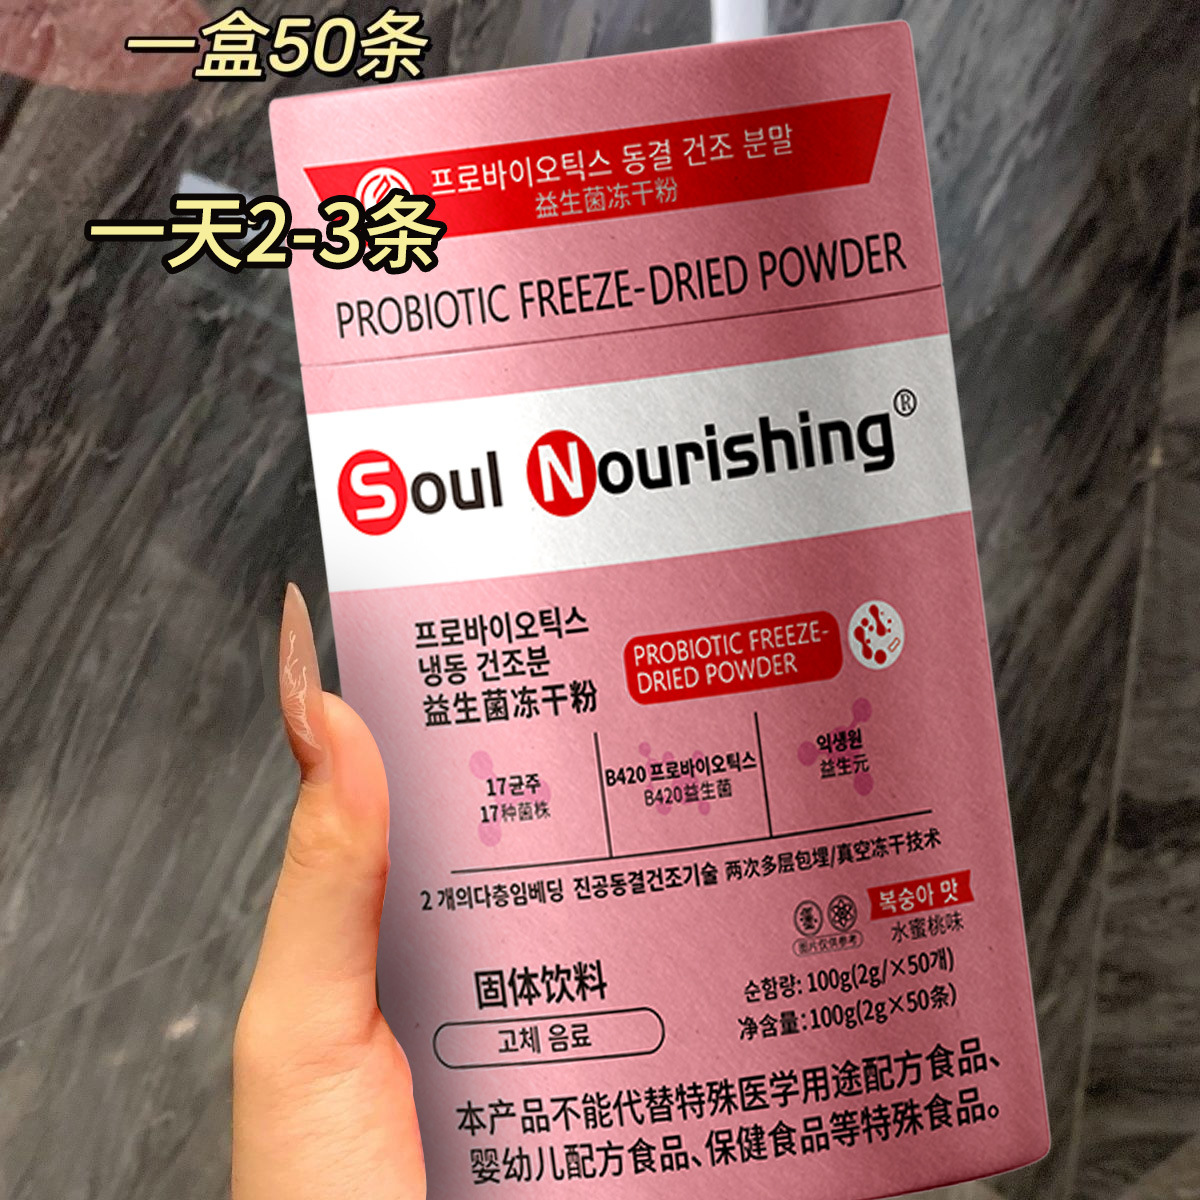 一盒50条
프로바이오틱스 동결 건조 분말
益生菌冻干粉
一天2-3条
PROBIOTIC FREEZE-DRIED POWDER
Soul Nourishing®
프로바이오틱스
냉동 건조분
益生菌冻干粉
PROBIOTIC FREEZE-
DRIED POWDER
17균주
17种菌株
B420 프로바이오틱스
B420益生菌
익생원
益生元
2 개의다층임베딩 진공동결건조기술 两次多层包埋/真空冻干技术
복숭아 맛
水蜜桃味
图片仅供参考
固体饮料
고체 음료
순함량: 100g(2g/×50개)
净含量:100g(2g×50条)
本产品不能代替特殊医学用途配方食品、
婴幼儿配方食品、保健食品等特殊食品。